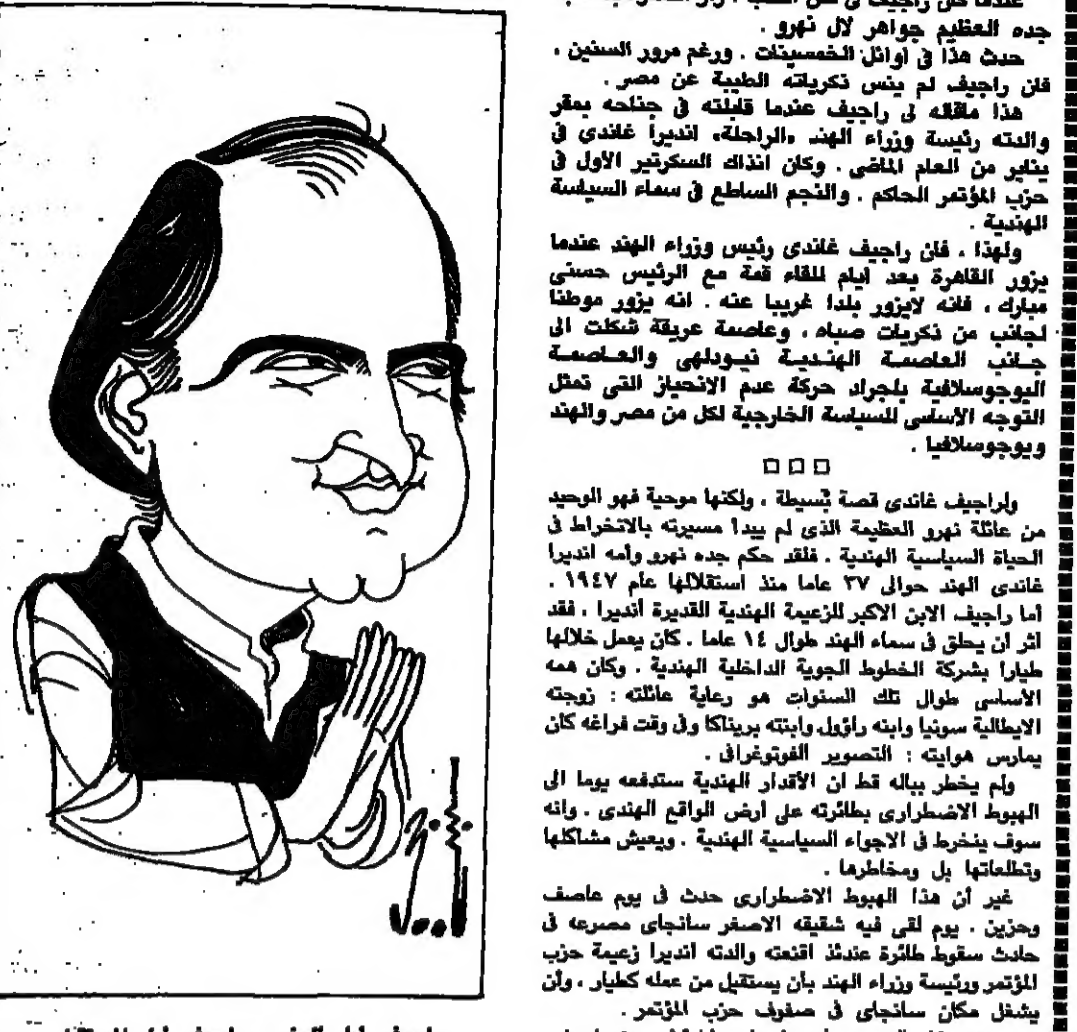 جده العظيم جواهر لال نهرو .
حدث هذا في اوائل الخمسينات . ورغم مرور السنين ،
فان راجيف لم ينس ذكرياته الطيبة عن مصر .
هذا ماقاله لى راجيف عندما قابلته في جناحه بمقر
والدته رئيسة وزراء الهند «الراحلة» انديرا غاندى في
يناير من العام الماضى . وكان انذاك السكرتير الأول في
حزب المؤتمر الحاكم . والنجم الساطع في سماء السياسة
الهندية .
ولهذا ، فان راجيف غاندى رئيس وزراء الهند عندما
يزور القاهرة بعد ايام للقاء قمة مع الرئيس حسنى
مبارك ، فانه لايزور بلدا غريبا عنه . انه يزور موطنا
لجانب من ذكريات صباه ، وعاصمة عريقة شكلت الى
جانب العاصمة الهندية نيودلهى والعاصمة
اليوجوسلافية بلجراد حركة عدم الانحياز التى تمثل
التوجه الأساسى للسياسة الخارجية لكل من مصر والهند
ويوجوسلافيا .
ولراجيف غاندى قصة بسيطة ، ولكنها موحية فهو الوحيد
من عائلة نهرو العظيمة الذى لم يبدأ مسيرته بالانخراط في
الحياة السياسية الهندية . فلقد حكم جده نهرو وأمه انديرا
غاندى الهند حوالى ٣٧ عاما منذ استقلالها عام ١٩٤٧ .
أما راجيف الابن الاكبر للزعيمة الهندية القديرة أنديرا ، فقد
اثر ان يحلق في سماء الهند طوال ١٤ عاما . كان يعمل خلالها
طيارا بشركة الخطوط الجوية الداخلية الهندية . وكان همه
الأساسى طوال تلك السنوات هو رعاية عائلته : زوجته
الايطالية سونيا وابنه راؤول وابنته بريناكا وفى وقت فراغه كان
يمارس هوايته : التصوير الفوتوغرافى .
ولم يخطر بباله قط ان الأقدار الهندية ستدفعه يوما الى
الهبوط الاضطرارى بطائرته على أرض الواقع الهندى . وانه
سوف ينخرط في الاجواء السياسية الهندية . ويعيش مشاكلها
وتطلعاتها بل ومخاطرها .
غير أن هذا الهبوط الاضطرارى حدث فى يوم عاصف
وحزين . يوم لقى فيه شقيقه الاصغر سانجاى مصرعه في
حادث سقوط طائرة عندئذ اقنعته والدته انديرا زعيمة حزب
المؤتمر ورئيسة وزراء الهند بأن يستقيل من عمله كطيار ، وأن
يشغل مكان سانجاى في صفوف حزب المؤتمر .